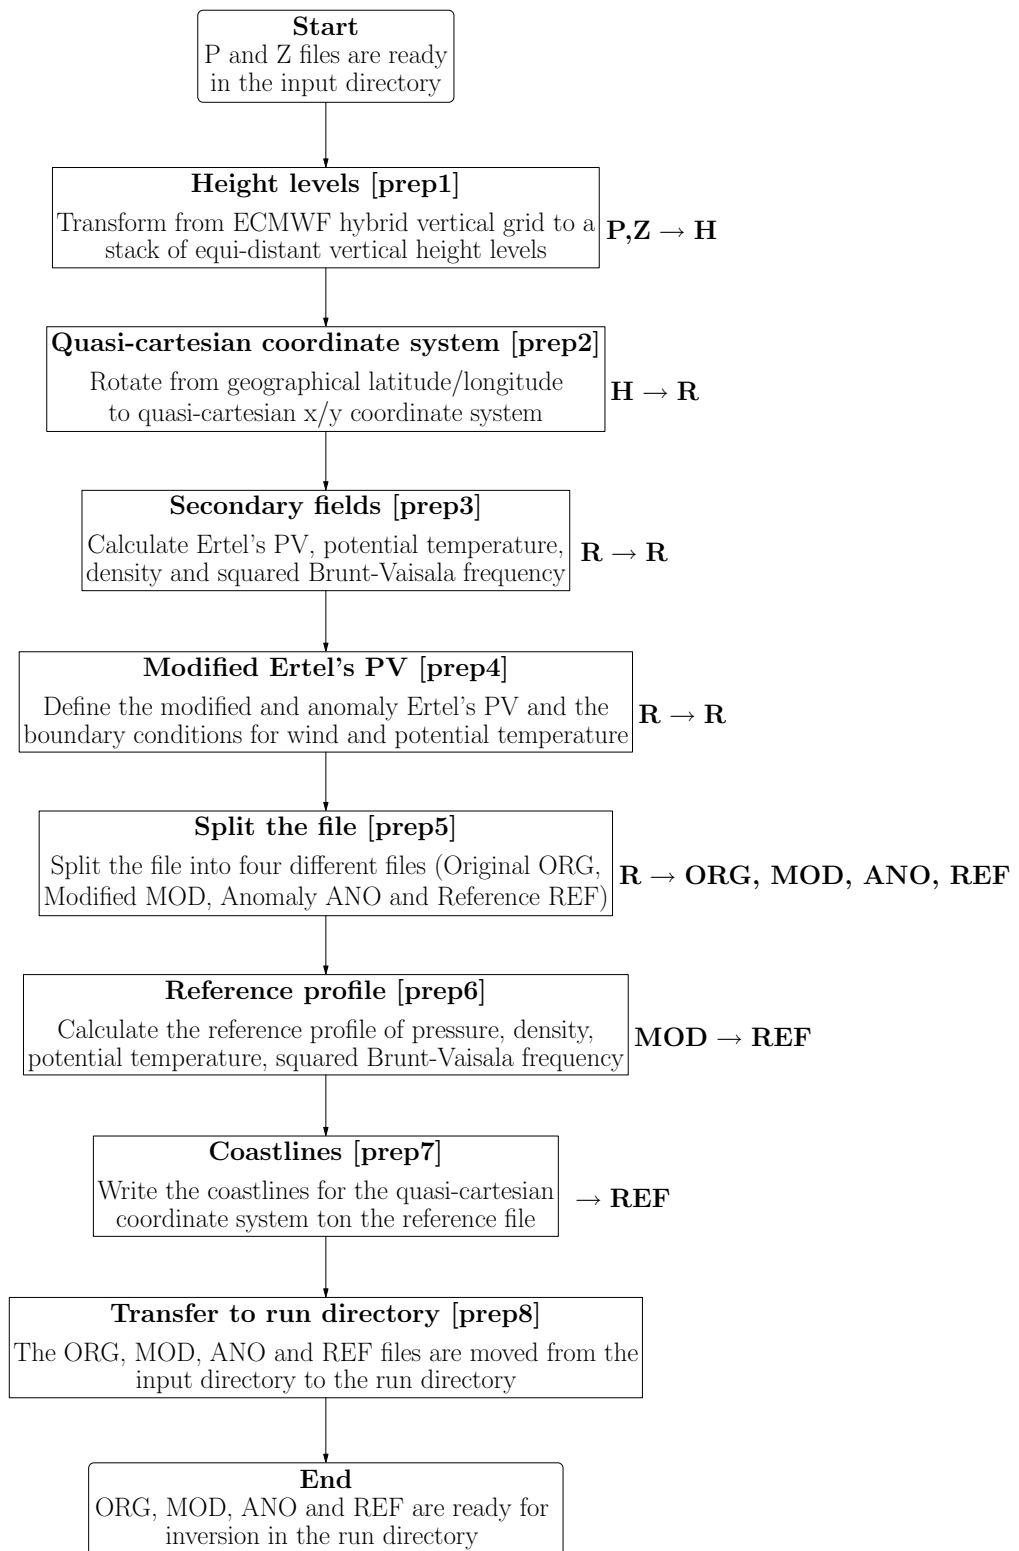 Start
P and Z files are ready
in the input directory
Height levels [prep1]
Transform from ECMWF hybrid vertical grid to a
stack of equi-distant vertical height levels
P,Z → H
Quasi-cartesian coordinate system [prep2]
Rotate from geographical latitude/longitude
to quasi-cartesian x/y coordinate system
H → R
Secondary fields [prep3]
Calculate Ertel's PV, potential temperature,
density and squared Brunt-Vaisala frequency
R → R
Modified Ertel's PV [prep4]
Define the modified and anomaly Ertel's PV and the
boundary conditions for wind and potential temperature
R → R
Split the file [prep5]
Split the file into four different files (Original ORG,
Modified MOD, Anomaly ANO and Reference REF)
R → ORG, MOD, ANO, REF
Reference profile [prep6]
Calculate the reference profile of pressure, density,
potential temperature, squared Brunt-Vaisala frequency
MOD → REF
Coastlines [prep7]
Write the coastlines for the quasi-cartesian
coordinate system ton the reference file
→ REF
Transfer to run directory [prep8]
The ORG, MOD, ANO and REF files are moved from the
input directory to the run directory
End
ORG, MOD, ANO and REF are ready for
inversion in the run directory